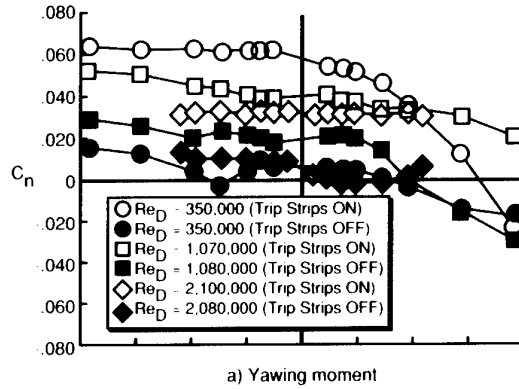 .080
.060
.040
.020
C_n 0
.020
.040
.060
.080
Re_D - 350,000 (Trip Strips ON)
Re_D = 350,000 (Trip Strips OFF)
Re_D - 1,070,000 (Trip Strips ON)
Re_D = 1,080,000 (Trip Strips OFF)
Re_D - 2,100,000 (Trip Strips ON)
Re_D = 2,080,000 (Trip Strips OFF)
a) Yawing moment